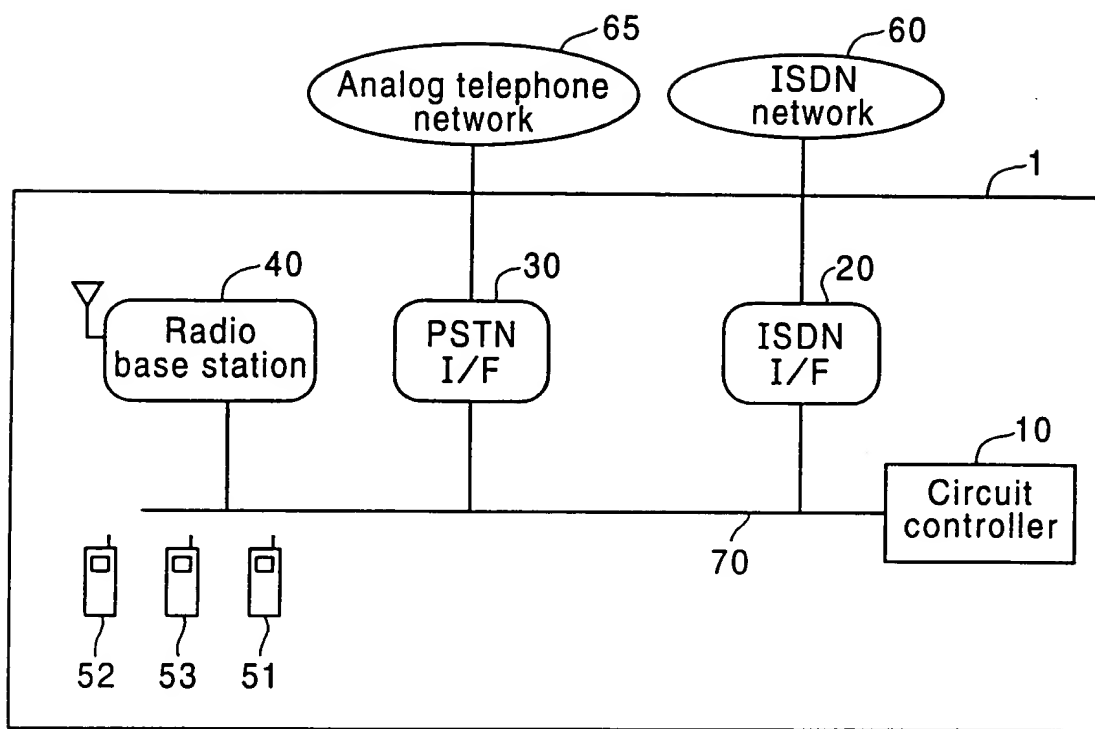 65
60
Analog telephone
network
ISDN
network
1
40
30
20
Radio
base station
PSTN
I/F
ISDN
I/F
10
Circuit
controller
70
52
53
51